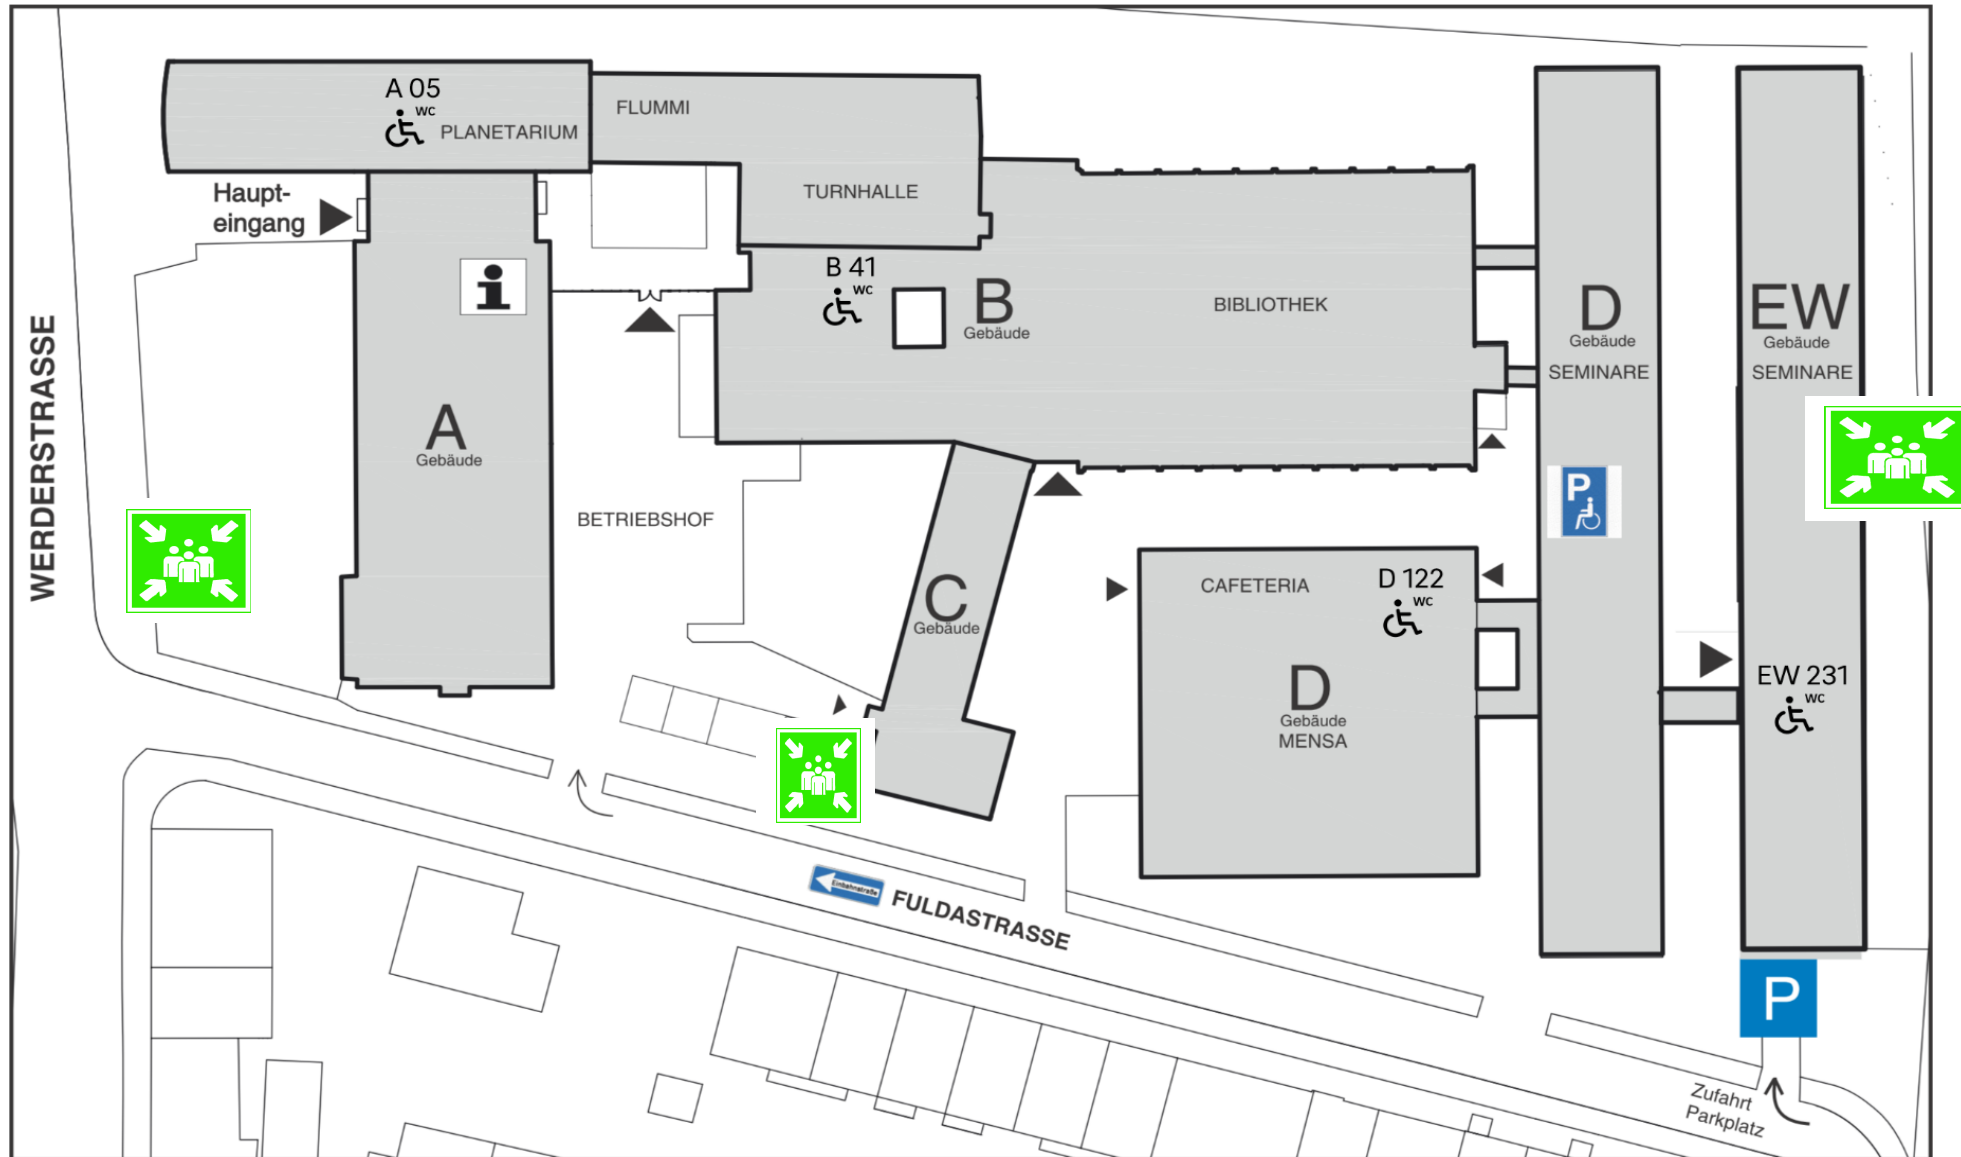 A 05
WC
PLANETARIUM
FLUMMI
TURNHALLE
Haupt-
eingang
i
B 41
WC
B
Gebäude
BIBLIOTHEK
D
Gebäude
SEMINARE
EW
Gebäude
SEMINARE
WERDERSTRASSE
A
Gebäude
BETRIEBSHOF
P
C
Gebäude
CAFETERIA
D 122
WC
D
Gebäude
MENSA
EW 231
WC
Einbahnstraße
FULDASTRASSE
P
Zufahrt
Parkplatz